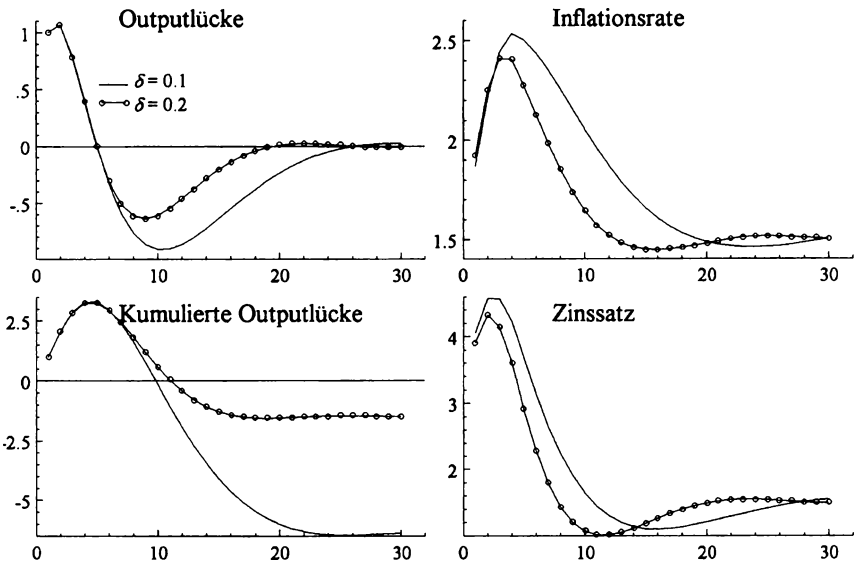 Outputlücke
1
.5
0
-.5
0 10 20 30
δ = 0.1
δ = 0.2
Inflationsrate
2.5
2
1.5
0 10 20 30
Kumulierte Outputlücke
2.5
0
-2.5
-5
0 10 20 30
Zinssatz
4
3
2
0 10 20 30